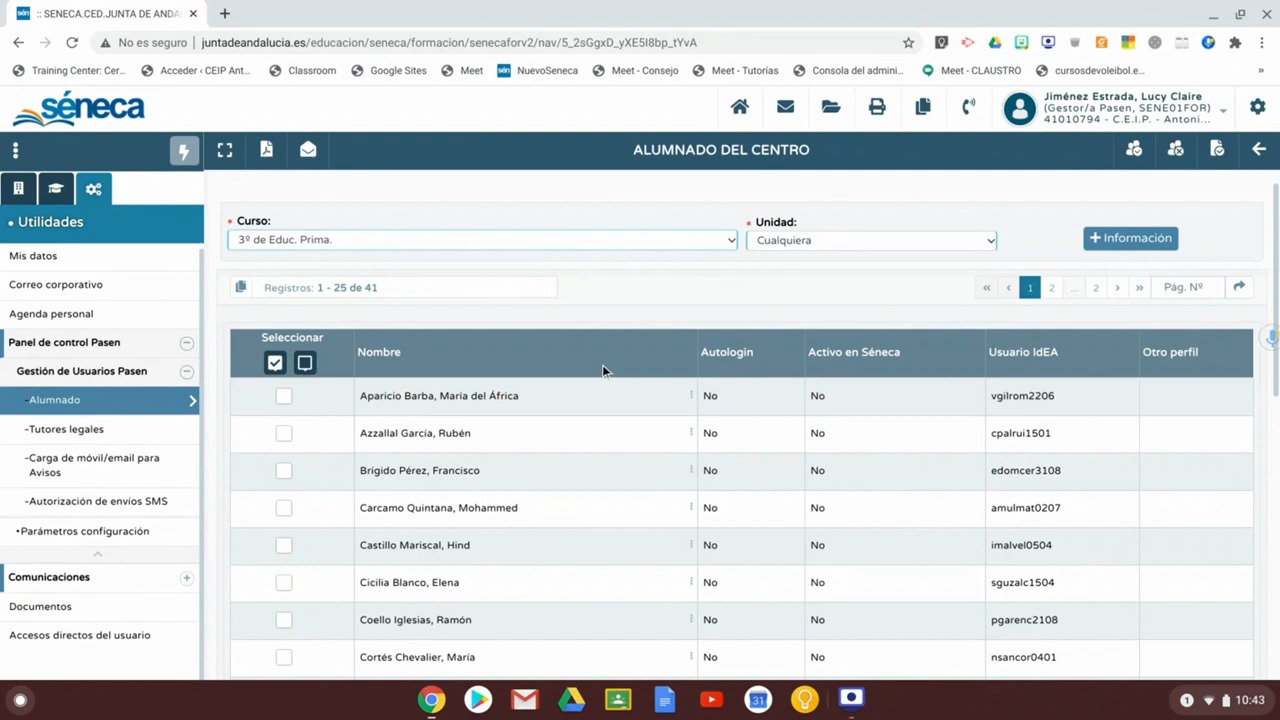 :: SENECA.CED.JUNTA DE ANDA
No es seguro
juntadeandalucia.es/educacion/seneca/formacion/senecaforv2/nav/5_2sGgxD_yXE5I8bp_tYvA
Training Center: Cer...
Acceder ‹ CEIP Ant...
Classroom
Google Sites
Meet
NuevoSeneca
Meet - Consejo
Meet - Tutorías
Consola del admini...
Meet - CLAUSTRO
cursosdevoleibol.e...
»
séneca
Jiménez Estrada, Lucy Claire
(Gestor/a Pasen, SENE01FOR)
41010794 - C.E.I.P. - Antoni...
ALUMNADO DEL CENTRO
• Utilidades
Mis datos
Correo corporativo
Agenda personal
Panel de control Pasen
Gestión de Usuarios Pasen
-Alumnado
-Tutores legales
-Carga de móvil/email para
Avisos
-Autorización de envíos SMS
•Parámetros configuración
Comunicaciones
Documentos
Accesos directos del usuario
* Curso:
3º de Educ. Prima.
* Unidad:
Cualquiera
+ Información
Registros: 1 - 25 de 41
« ‹ 1 2 ... 2 › » Pág. Nº
Seleccionar
Nombre Autologin Activo en Séneca Usuario IdEA Otro perfil
Aparicio Barba, María del África No No vgilrom2206
Azzallal García, Rubén No No cpalrui1501
Brígido Pérez, Francisco No No edomcer3108
Carcamo Quintana, Mohammed No No amulmat0207
Castillo Mariscal, Hind No No imalvel0504
Cicilia Blanco, Elena No No sguzalc1504
Coello Iglesias, Ramón No No pgarenc2108
Cortés Chevalier, María No No nsancor0401
31
1
10:43